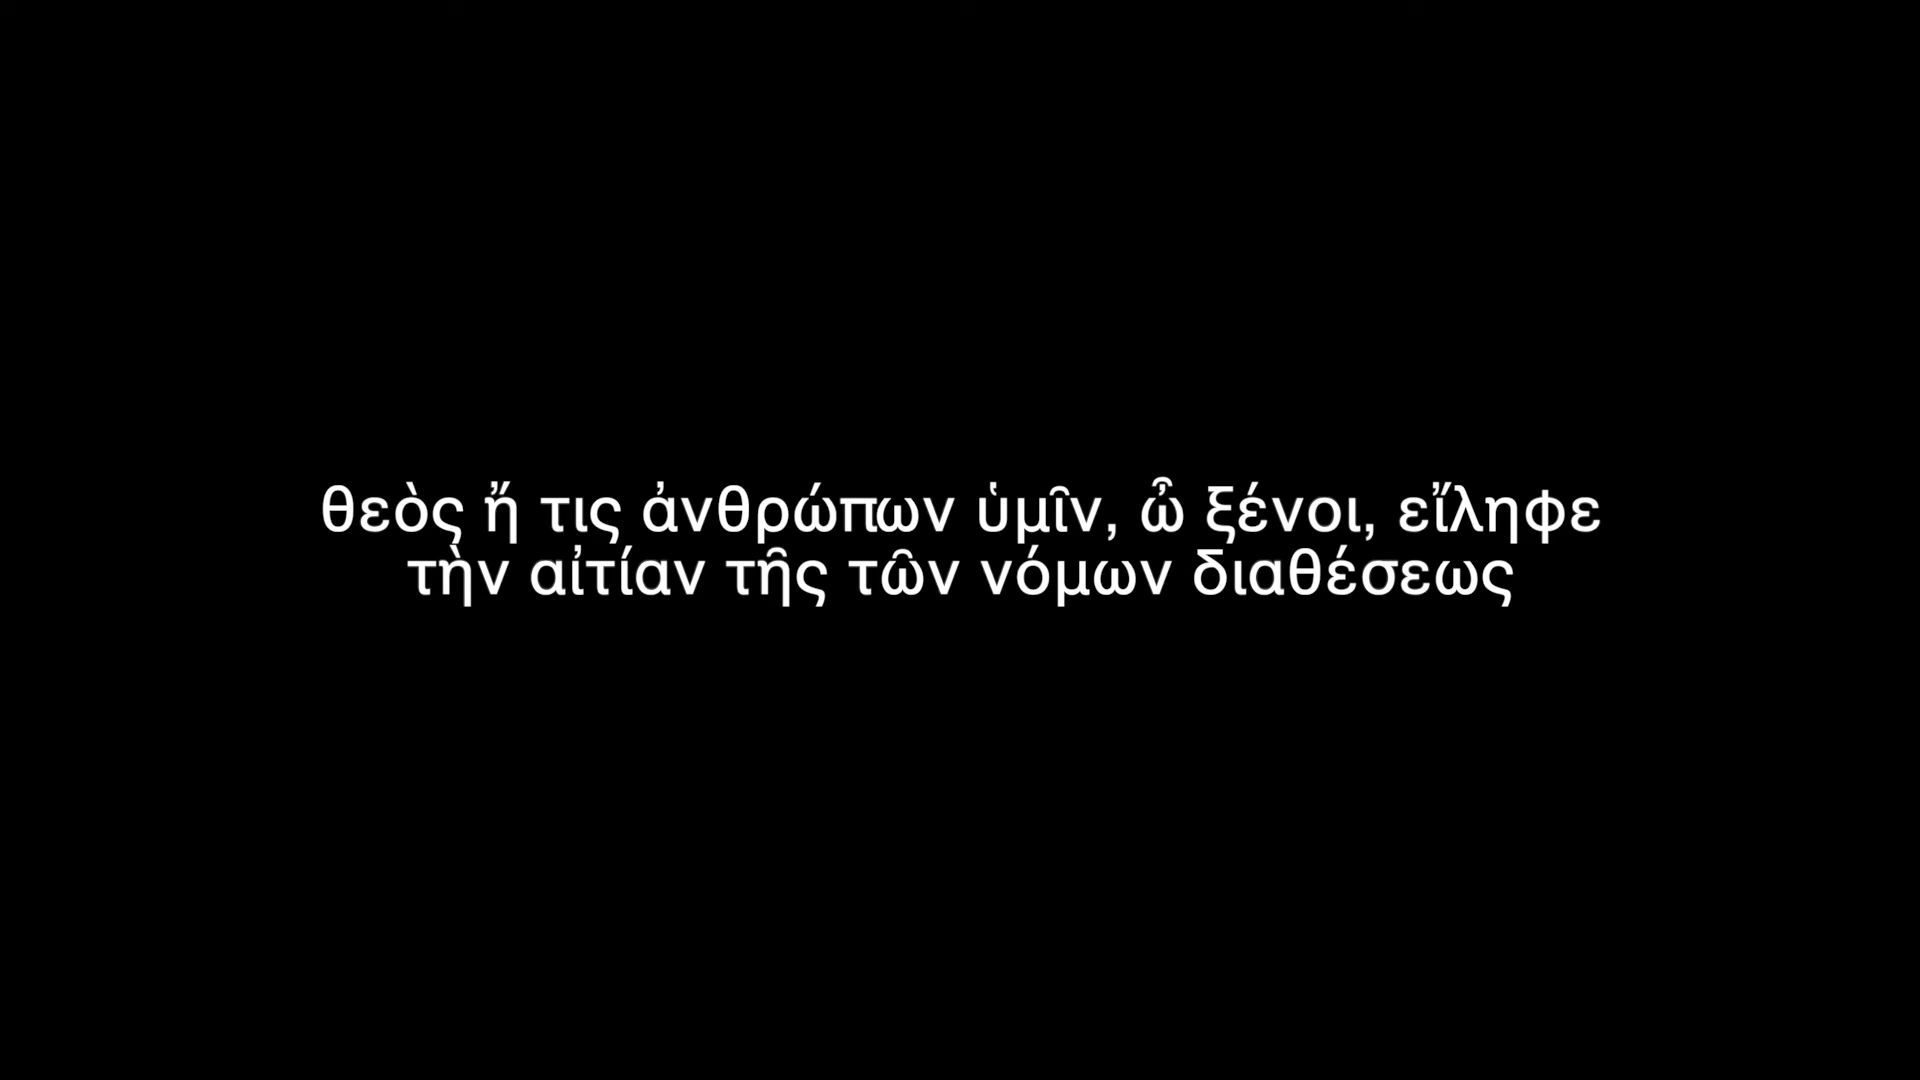 θεὸς ἤ τις ἀνθρώπων ὑμῖν, ὦ ξένοι, εἴληφε
τὴν αἰτίαν τῆς τῶν νόμων διαθέσεως